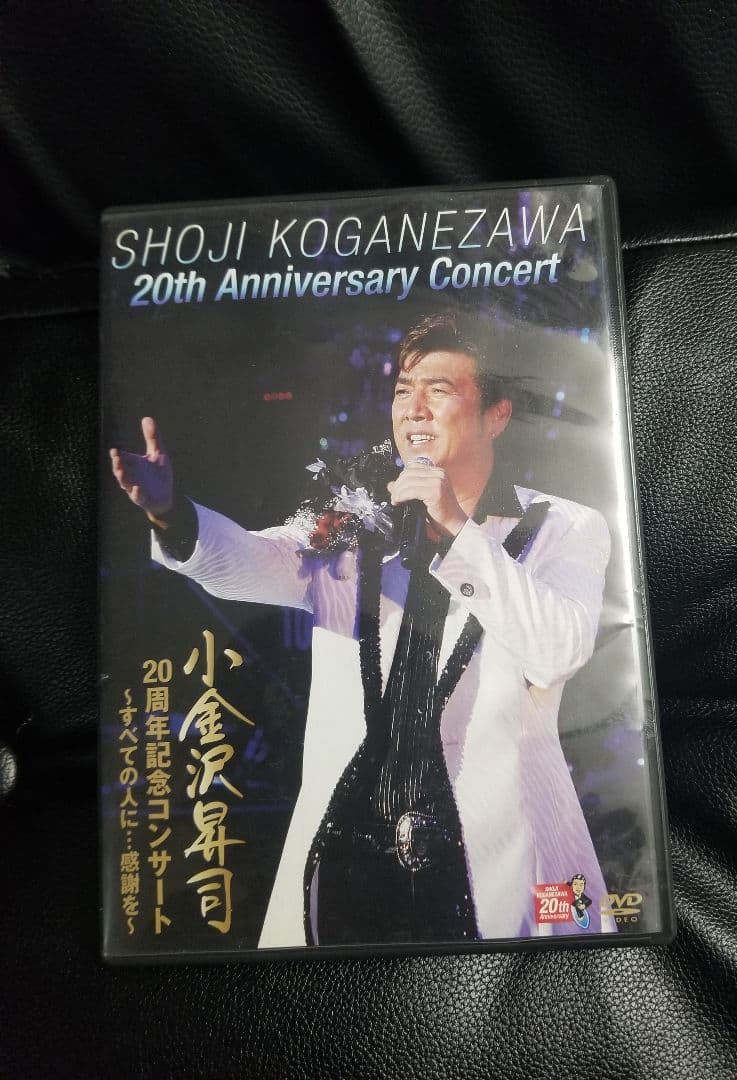 SHOJI KOGANEZAWA
20th Anniversary Concert
小金沢昇司
20周年記念コンサート
～すべての人に…感謝を～
SHOJI
KOGANEZAWA
20th
Anniversary
DVD
VIDEO